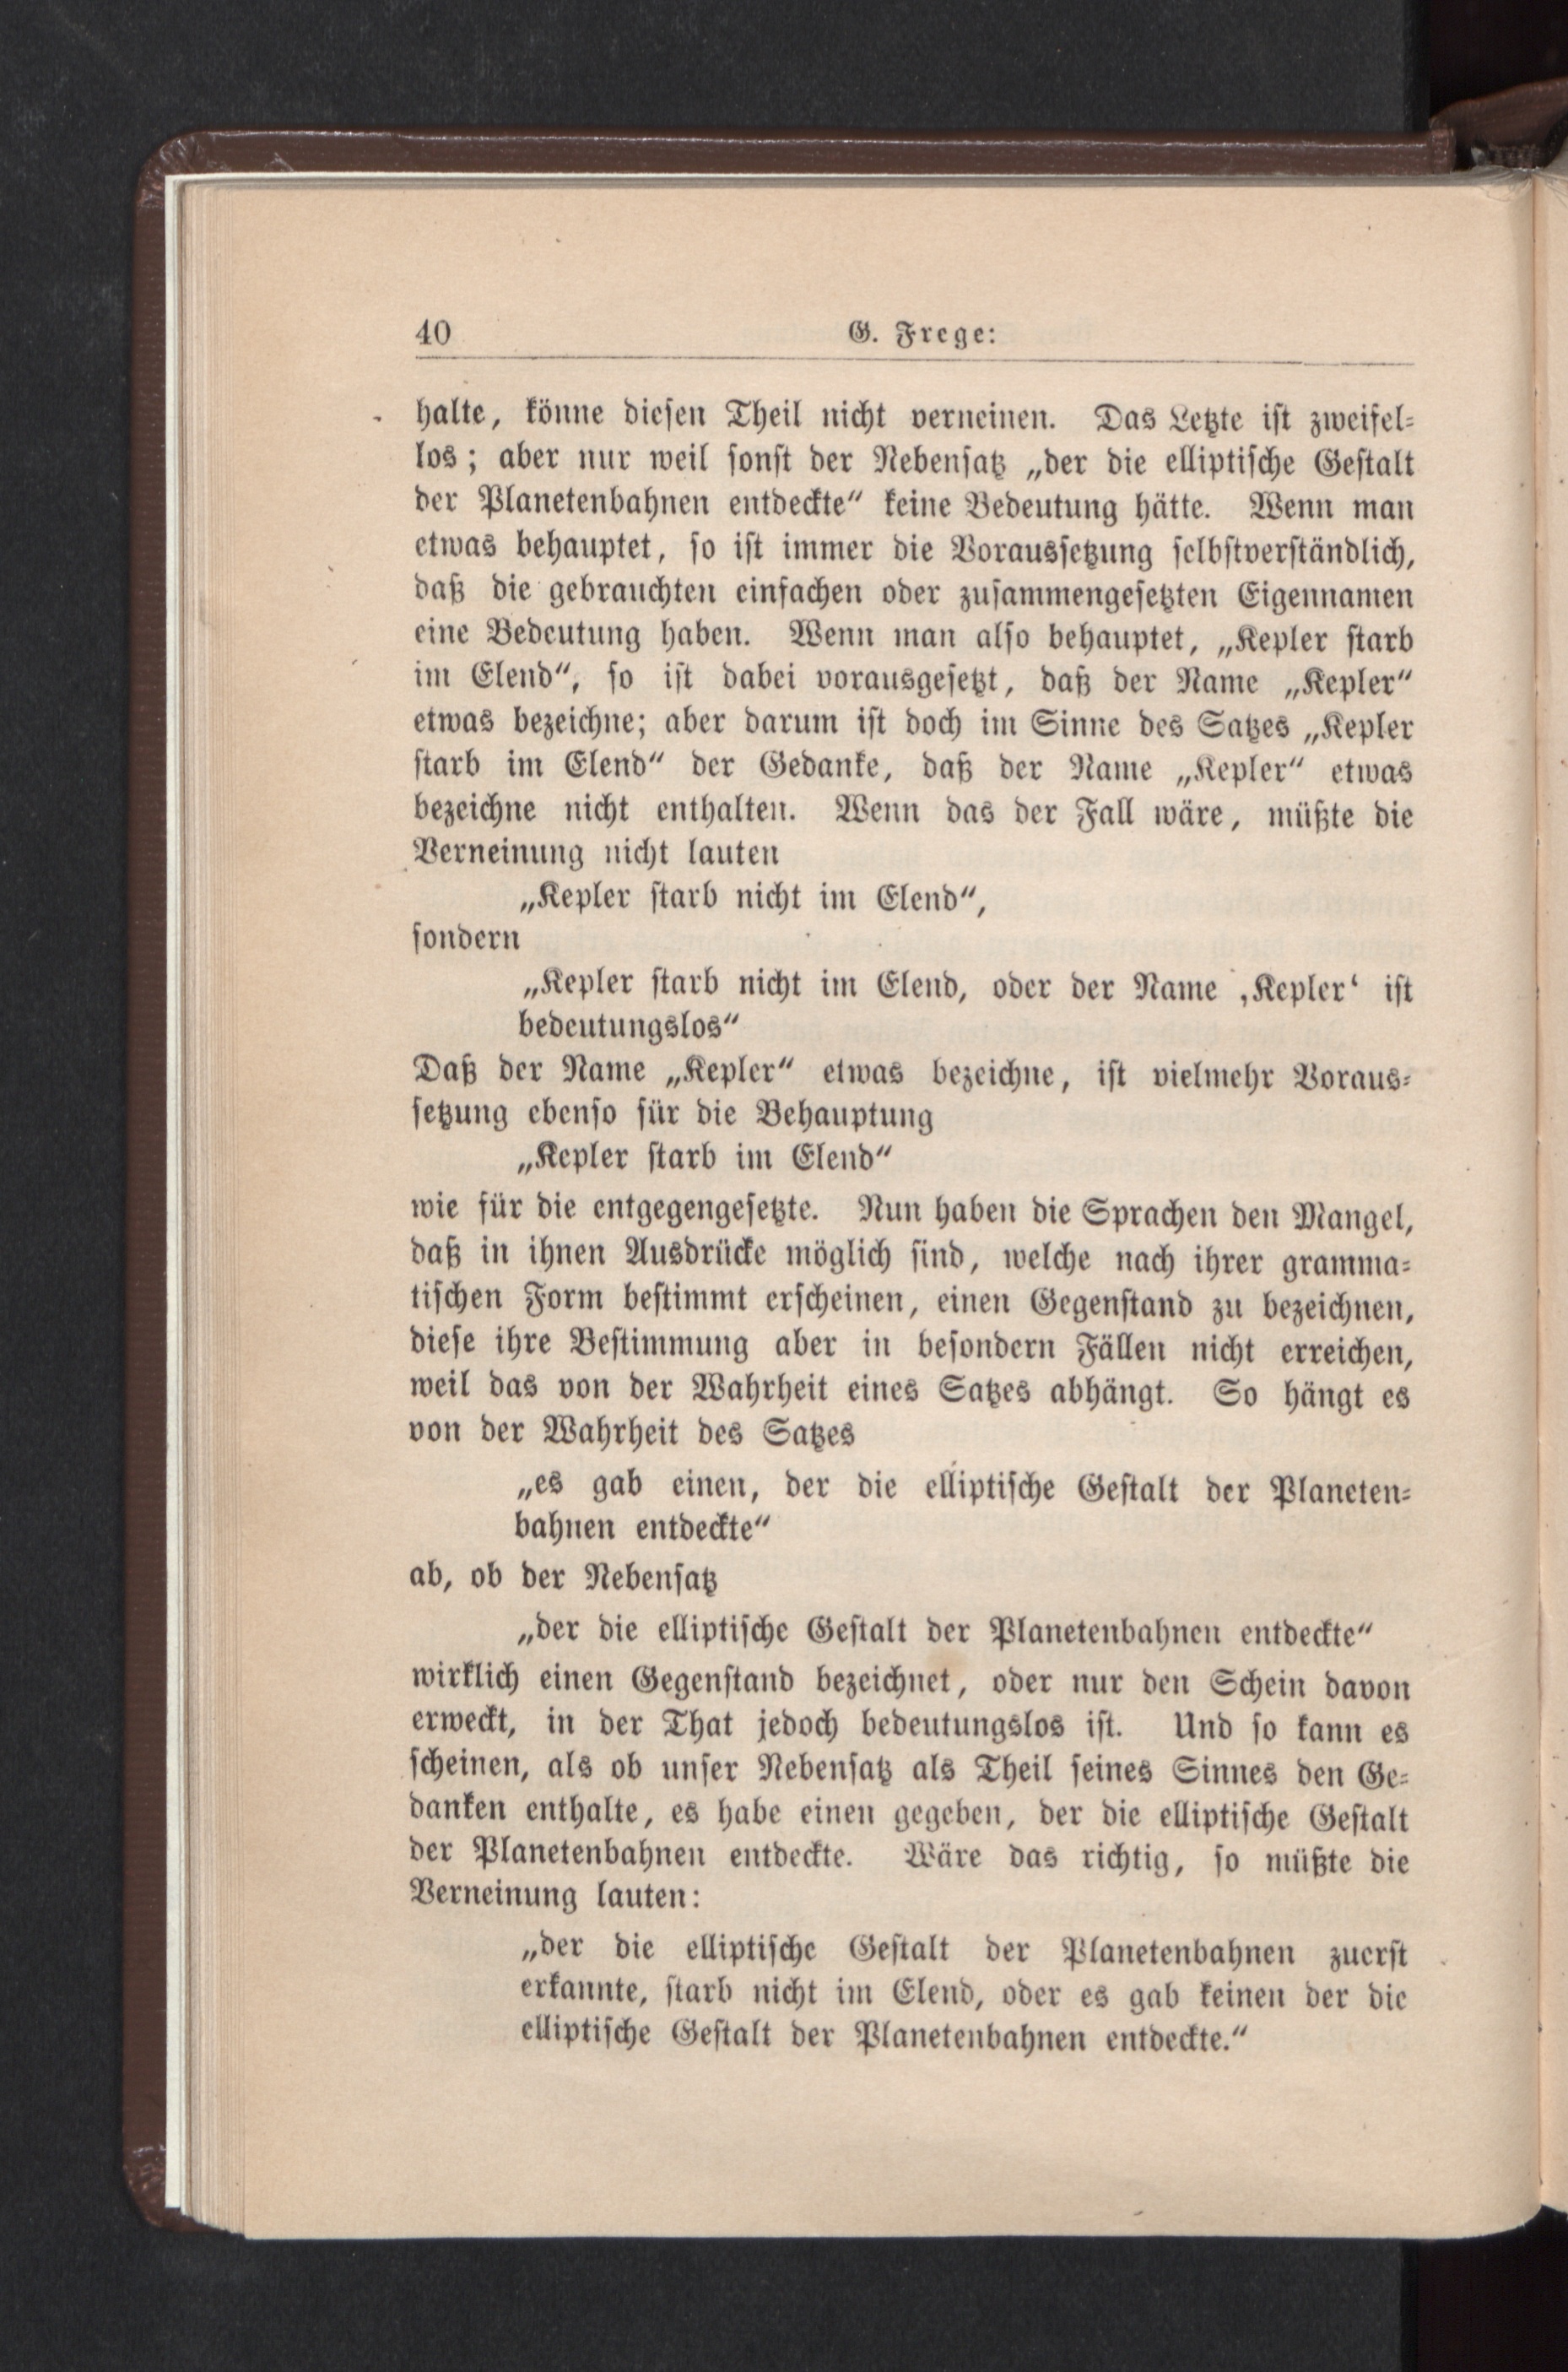 40
G. Frege:
halte, könne diesen Theil nicht verneinen. Das Letzte ist zweifel-
los; aber nur weil sonst der Nebensatz „der die elliptische Gestalt
der Planetenbahnen entdeckte“ keine Bedeutung hätte. Wenn man
etwas behauptet, so ist immer die Voraussetzung selbstverständlich,
daß die gebrauchten einfachen oder zusammengesetzten Eigennamen
eine Bedeutung haben. Wenn man also behauptet, „Kepler starb
im Elend“, so ist dabei vorausgesetzt, daß der Name „Kepler“
etwas bezeichne; aber darum ist doch im Sinne des Satzes „Kepler
starb im Elend“ der Gedanke, daß der Name „Kepler“ etwas
bezeichne nicht enthalten. Wenn das der Fall wäre, müßte die
Verneinung nicht lauten
„Kepler starb nicht im Elend“,
sondern
„Kepler starb nicht im Elend, oder der Name ‚Kepler‘ ist
bedeutungslos“
Daß der Name „Kepler“ etwas bezeichne, ist vielmehr Voraus-
setzung ebenso für die Behauptung
„Kepler starb im Elend“
wie für die entgegengesetzte. Nun haben die Sprachen den Mangel,
daß in ihnen Ausdrücke möglich sind, welche nach ihrer gramma-
tischen Form bestimmt erscheinen, einen Gegenstand zu bezeichnen,
diese ihre Bestimmung aber in besondern Fällen nicht erreichen,
weil das von der Wahrheit eines Satzes abhängt. So hängt es
von der Wahrheit des Satzes
„es gab einen, der die elliptische Gestalt der Planeten-
bahnen entdeckte“
ab, ob der Nebensatz
„der die elliptische Gestalt der Planetenbahnen entdeckte“
wirklich einen Gegenstand bezeichnet, oder nur den Schein davon
erweckt, in der That jedoch bedeutungslos ist. Und so kann es
scheinen, als ob unser Nebensatz als Theil seines Sinnes den Ge-
danken enthalte, es habe einen gegeben, der die elliptische Gestalt
der Planetenbahnen entdeckte. Wäre das richtig, so müßte die
Verneinung lauten:
„der die elliptische Gestalt der Planetenbahnen zuerst
erkannte, starb nicht im Elend, oder es gab keinen der die
elliptische Gestalt der Planetenbahnen entdeckte.“